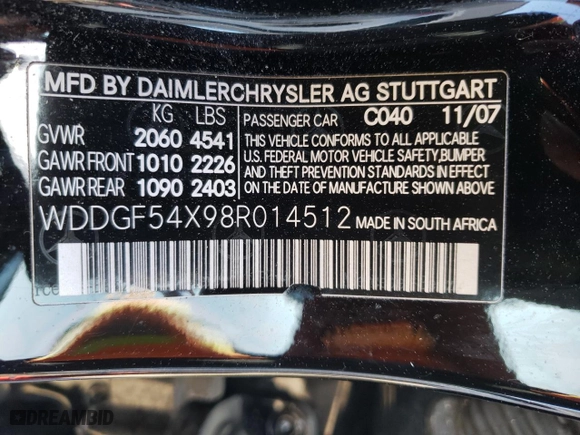 MFD BY DAIMLERCHRYSLER AG STUTTGART
KG LBS PASSENGER CAR C040 11/07
GVWR 2060 4541 THIS VEHICLE CONFORMS TO ALL APPLICABLE
GAWR FRONT 1010 2226 U.S. FEDERAL MOTOR VEHICLE SAFETY, BUMPER
GAWR REAR 1090 2403 AND THEFT PREVENTION STANDARDS IN EFFECT
ON THE DATE OF MANUFACTURE SHOWN ABOVE.
WDDGF54X98R014512 MADE IN SOUTH AFRICA
DREAMBID